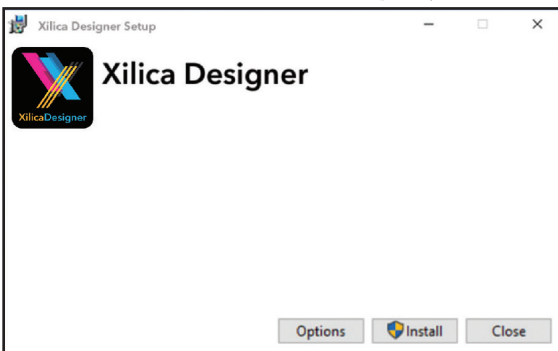 Xilica Designer Setup
Xilica Designer
XilicaDesigner
Options Install Close